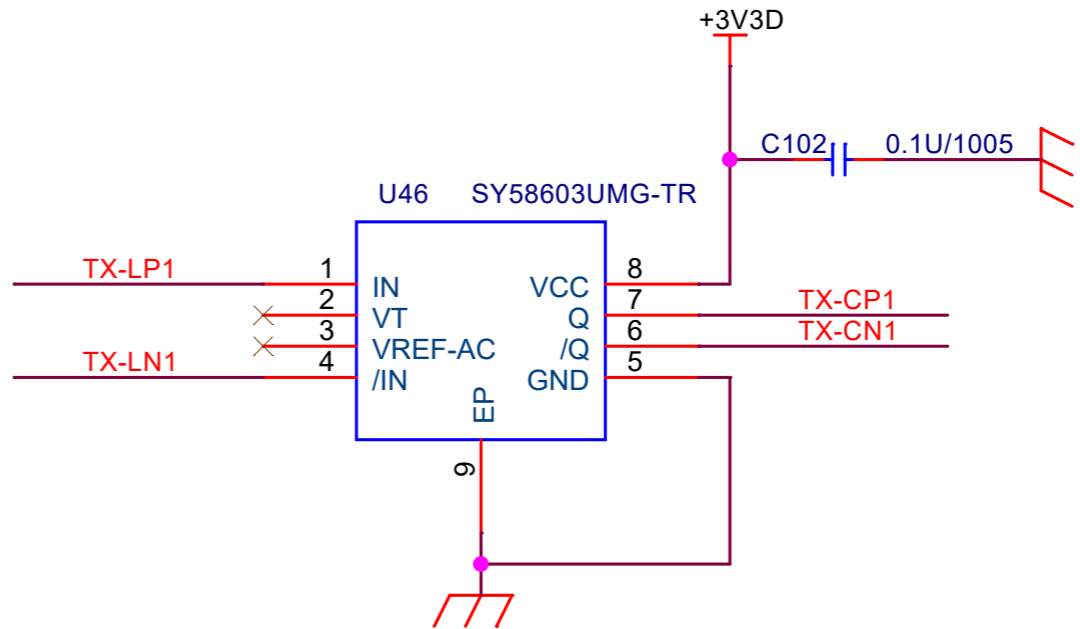 +3V3D
C102 0.1U/1005
U46 SY58603UMG-TR
TX-LP1 1 IN VCC 8
2 VT Q 7 TX-CP1
3 VREF-AC /Q 6 TX-CN1
TX-LN1 4 /IN GND 5
EP
9